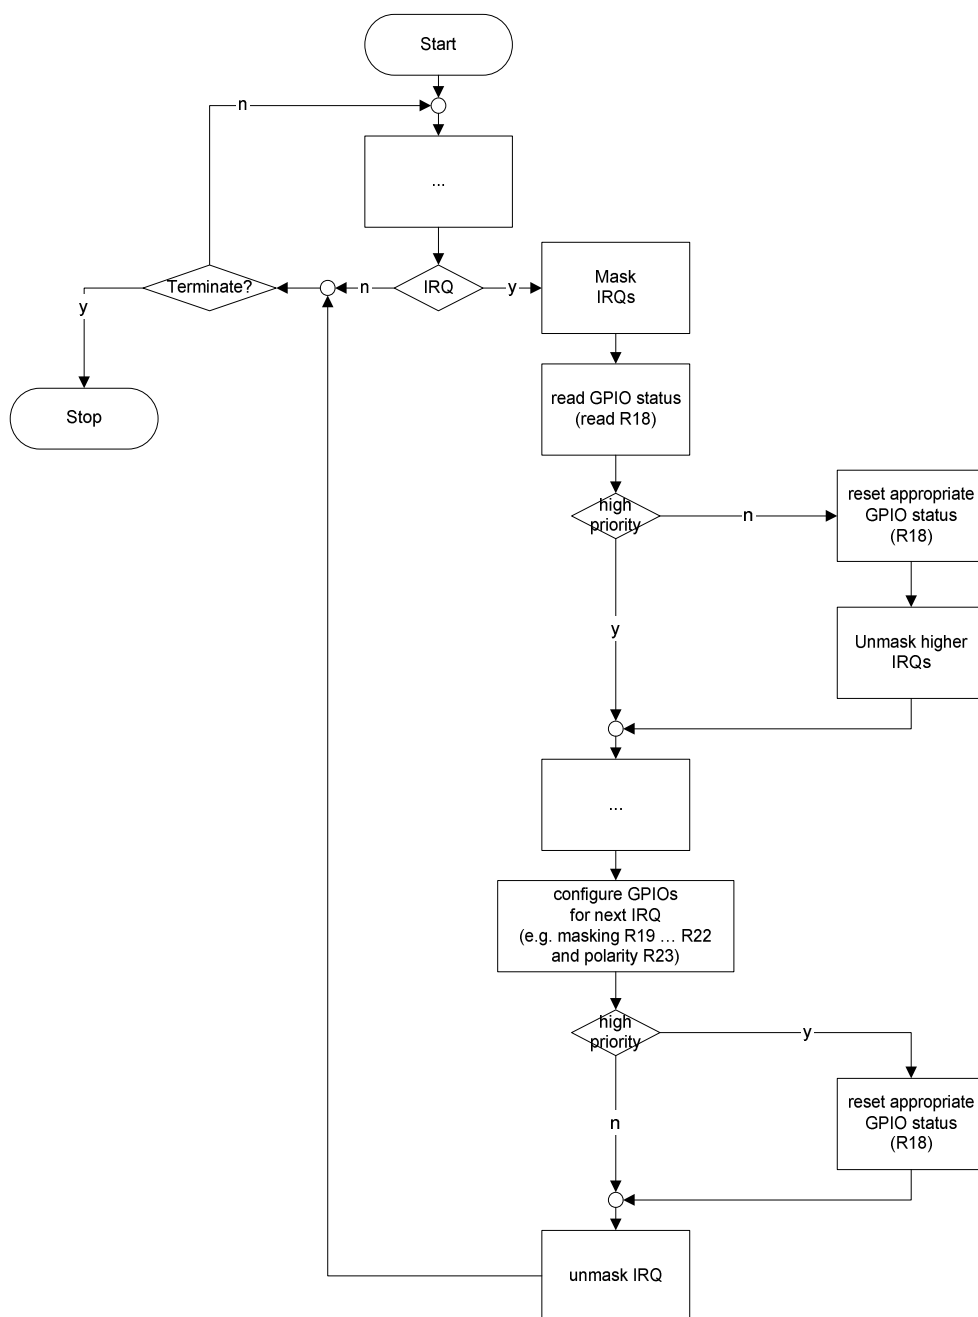 Start
n
...
IRQ
n
y
Terminate?
y
Stop
Mask
IRQs
read GPIO status
(read R18)
high
priority
n
reset appropriate
GPIO status
(R18)
Unmask higher
IRQs
y
...
configure GPIOs
for next IRQ
(e.g. masking R19 … R22
and polarity R23)
high
priority
y
reset appropriate
GPIO status
(R18)
n
unmask IRQ